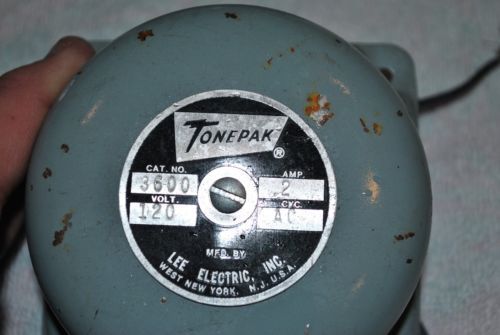 TONEPAK®
CAT. NO. AMP.
3600 .2
VOLT. CYC.
120 AC
MFD. BY
LEE ELECTRIC, INC.
WEST NEW YORK, N.J. U.S.A.